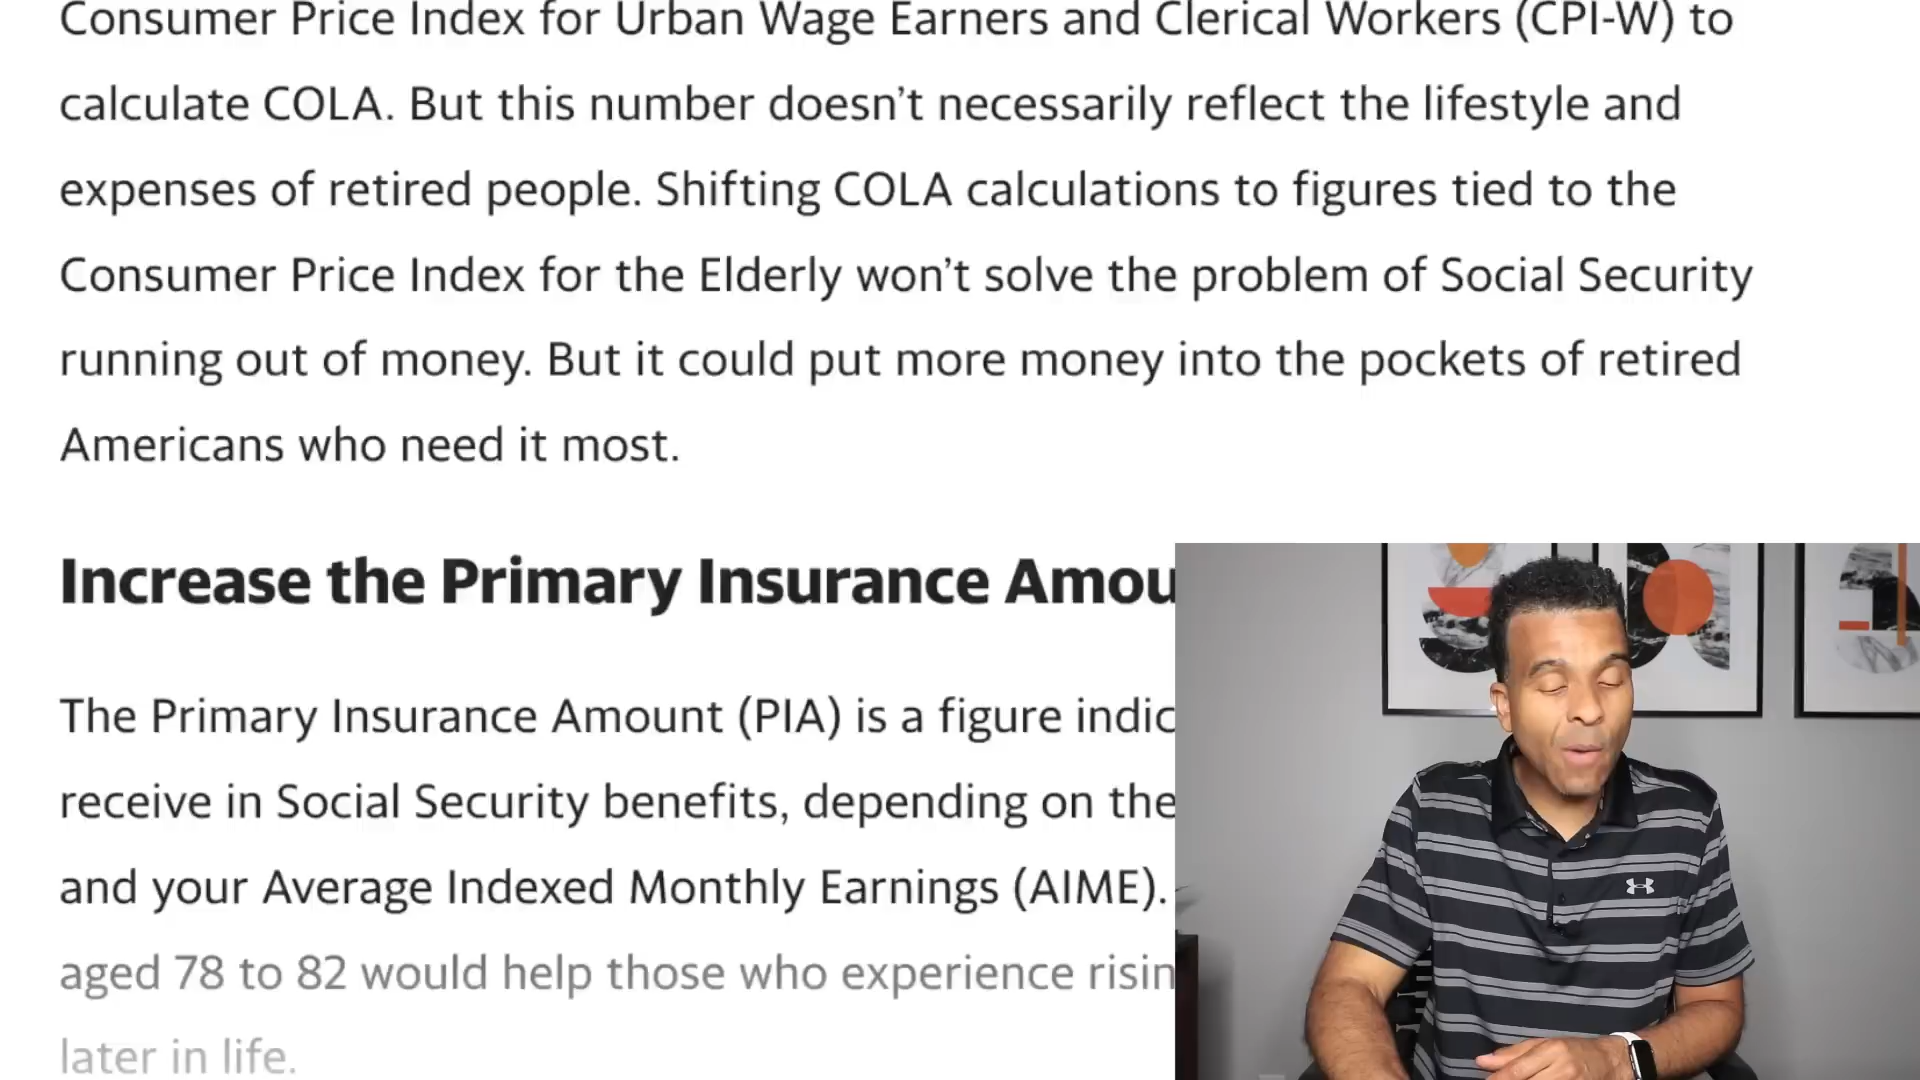 Consumer Price Index for Urban Wage Earners and Clerical Workers (CPI-W) to
calculate COLA. But this number doesn’t necessarily reflect the lifestyle and
expenses of retired people. Shifting COLA calculations to figures tied to the
Consumer Price Index for the Elderly won’t solve the problem of Social Security
running out of money. But it could put more money into the pockets of retired
Americans who need it most.
Increase the Primary Insurance Amou
The Primary Insurance Amount (PIA) is a figure indic
receive in Social Security benefits, depending on the
and your Average Indexed Monthly Earnings (AIME).
aged 78 to 82 would help those who experience risin
later in life.